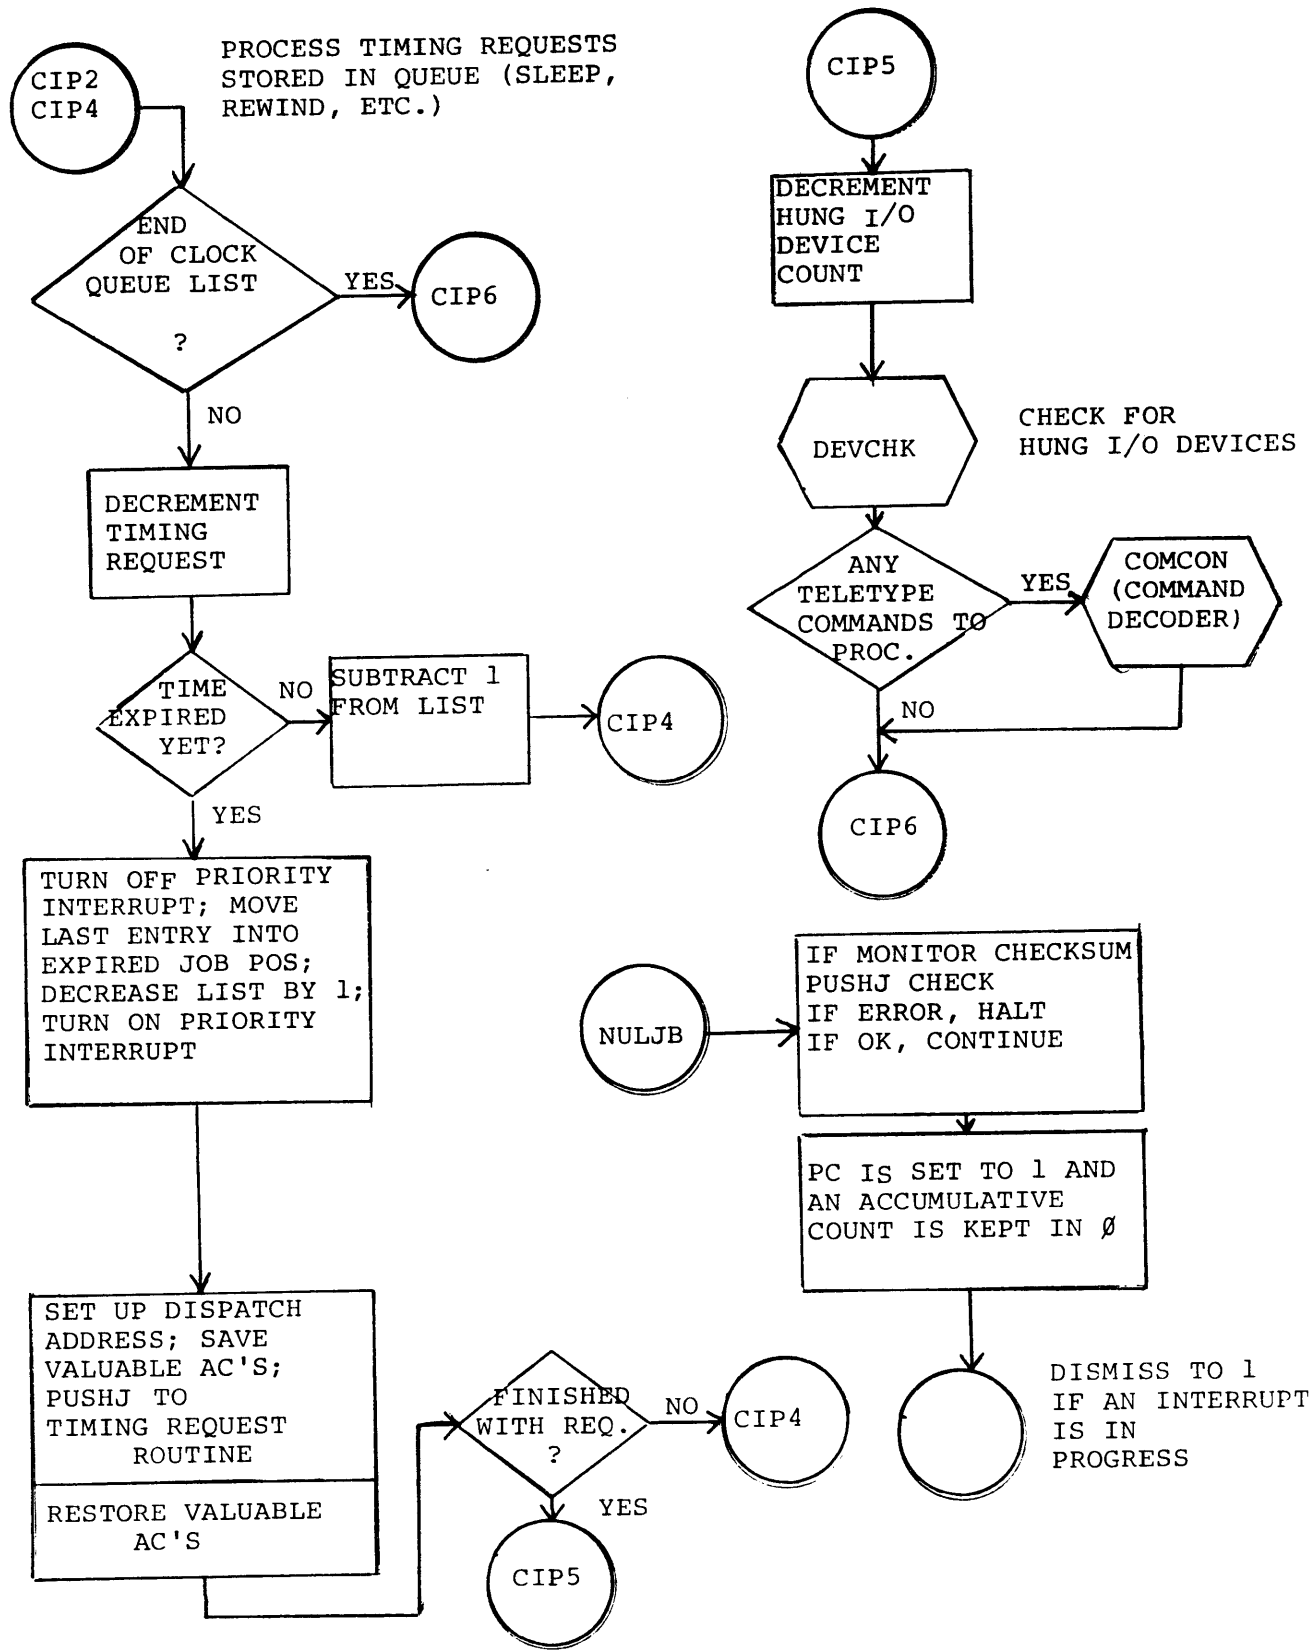 CIP2
CIP4
PROCESS TIMING REQUESTS
STORED IN QUEUE (SLEEP,
REWIND, ETC.)
END
OF CLOCK
QUEUE LIST
?
YES
CIP6
NO
DECREMENT
TIMING
REQUEST
TIME
EXPIRED
YET?
NO
SUBTRACT 1
FROM LIST
CIP4
YES
TURN OFF PRIORITY
INTERRUPT; MOVE
LAST ENTRY INTO
EXPIRED JOB POS;
DECREASE LIST BY 1;
TURN ON PRIORITY
INTERRUPT
SET UP DISPATCH
ADDRESS; SAVE
VALUABLE AC'S;
PUSHJ TO
TIMING REQUEST
ROUTINE
RESTORE VALUABLE
AC'S
FINISHED
WITH REQ.
?
NO
CIP4
YES
CIP5
CIP5
DECREMENT
HUNG I/O
DEVICE
COUNT
DEVCHK
CHECK FOR
HUNG I/O DEVICES
ANY
TELETYPE
COMMANDS TO
PROC.
YES
COMCON
(COMMAND
DECODER)
NO
CIP6
NULJB
IF MONITOR CHECKSUM
PUSHJ CHECK
IF ERROR, HALT
IF OK, CONTINUE
PC IS SET TO 1 AND
AN ACCUMULATIVE
COUNT IS KEPT IN Ø
DISMISS TO 1
IF AN INTERRUPT
IS IN
PROGRESS